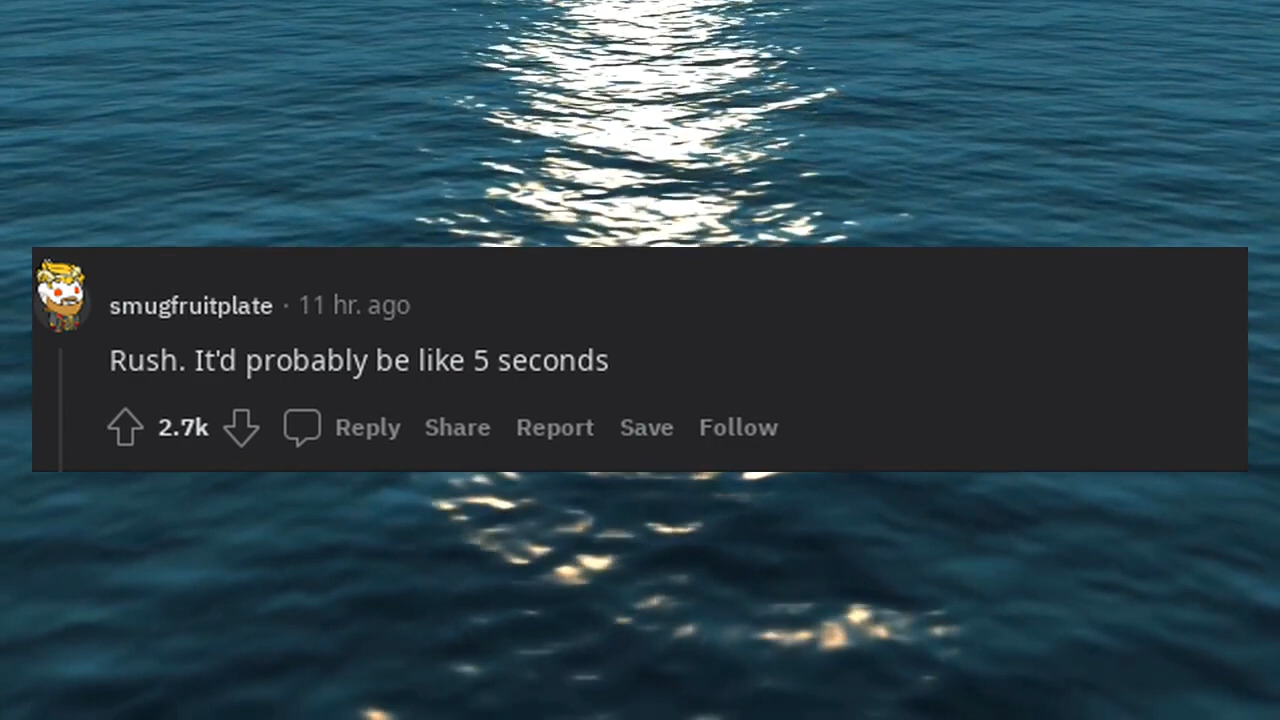 smugfruitplate · 11 hr. ago
Rush. It'd probably be like 5 seconds
2.7k Reply Share Report Save Follow